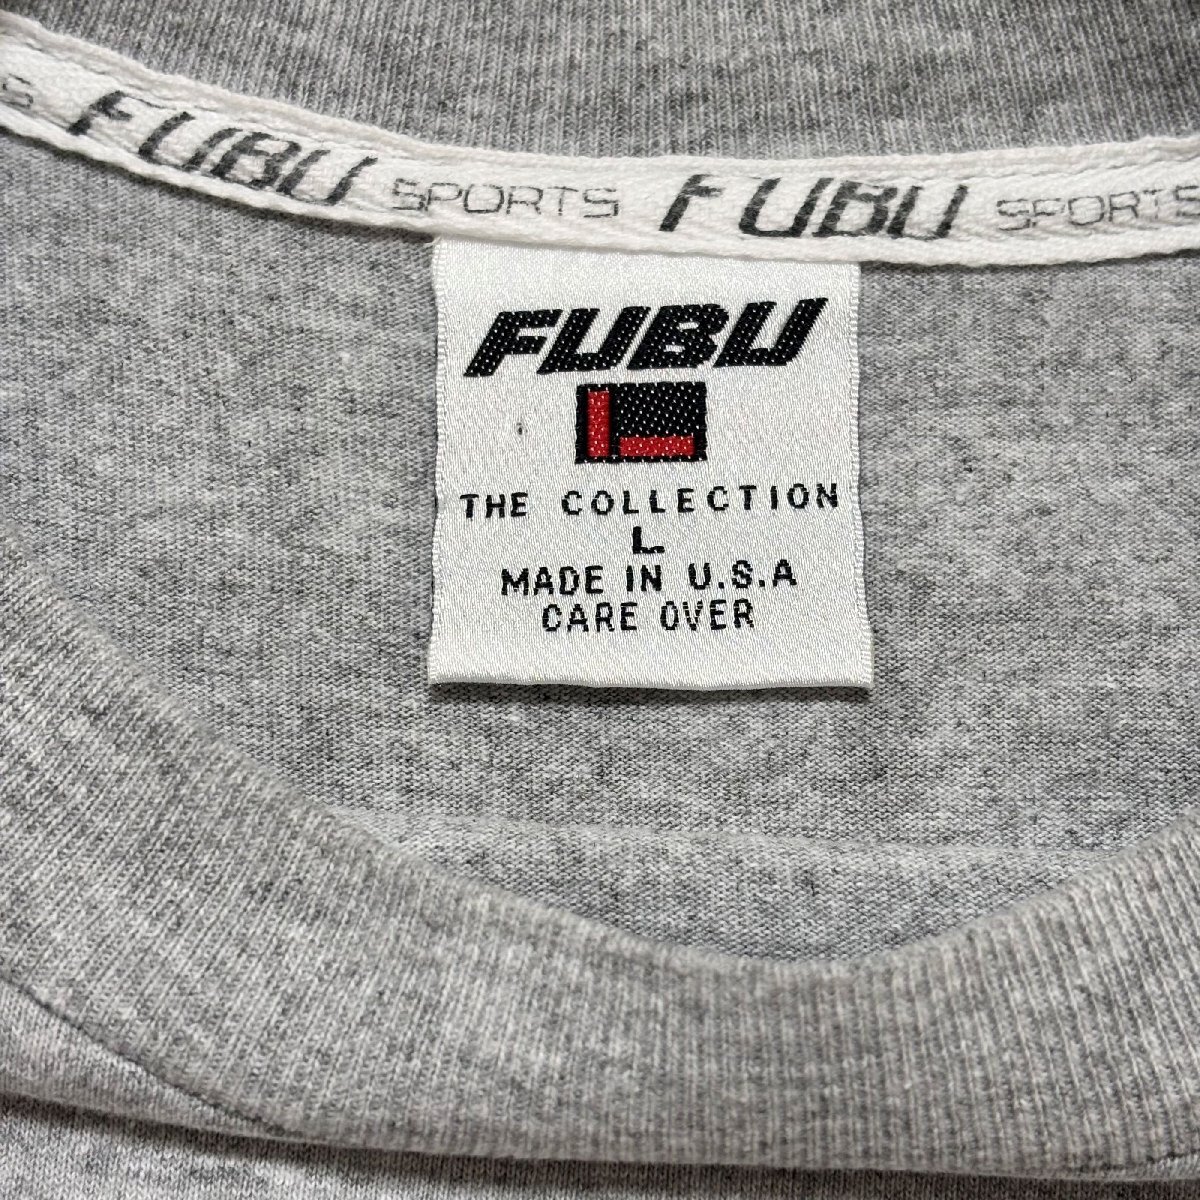 S FUBU SPORTS FUBU SPORTS
FUBU
THE COLLECTION
L
MADE IN U.S.A
CARE OVER